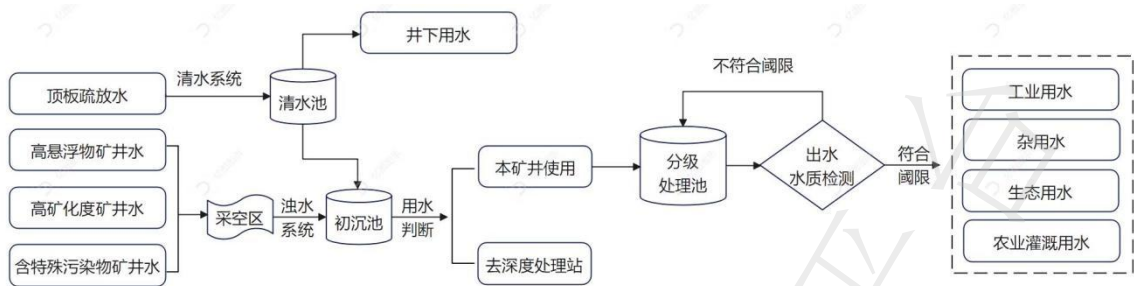 井下用水
清水系统
顶板疏放水
清水池
不符合阈限
工业用水
高悬浮物矿井水
本矿井使用
分级
处理池
出水
水质检测
符合
阈限
杂用水
高矿化度矿井水
采空区
浊水
系统
初沉池
用水
判断
生态用水
含特殊污染物矿井水
去深度处理站
农业灌溉用水